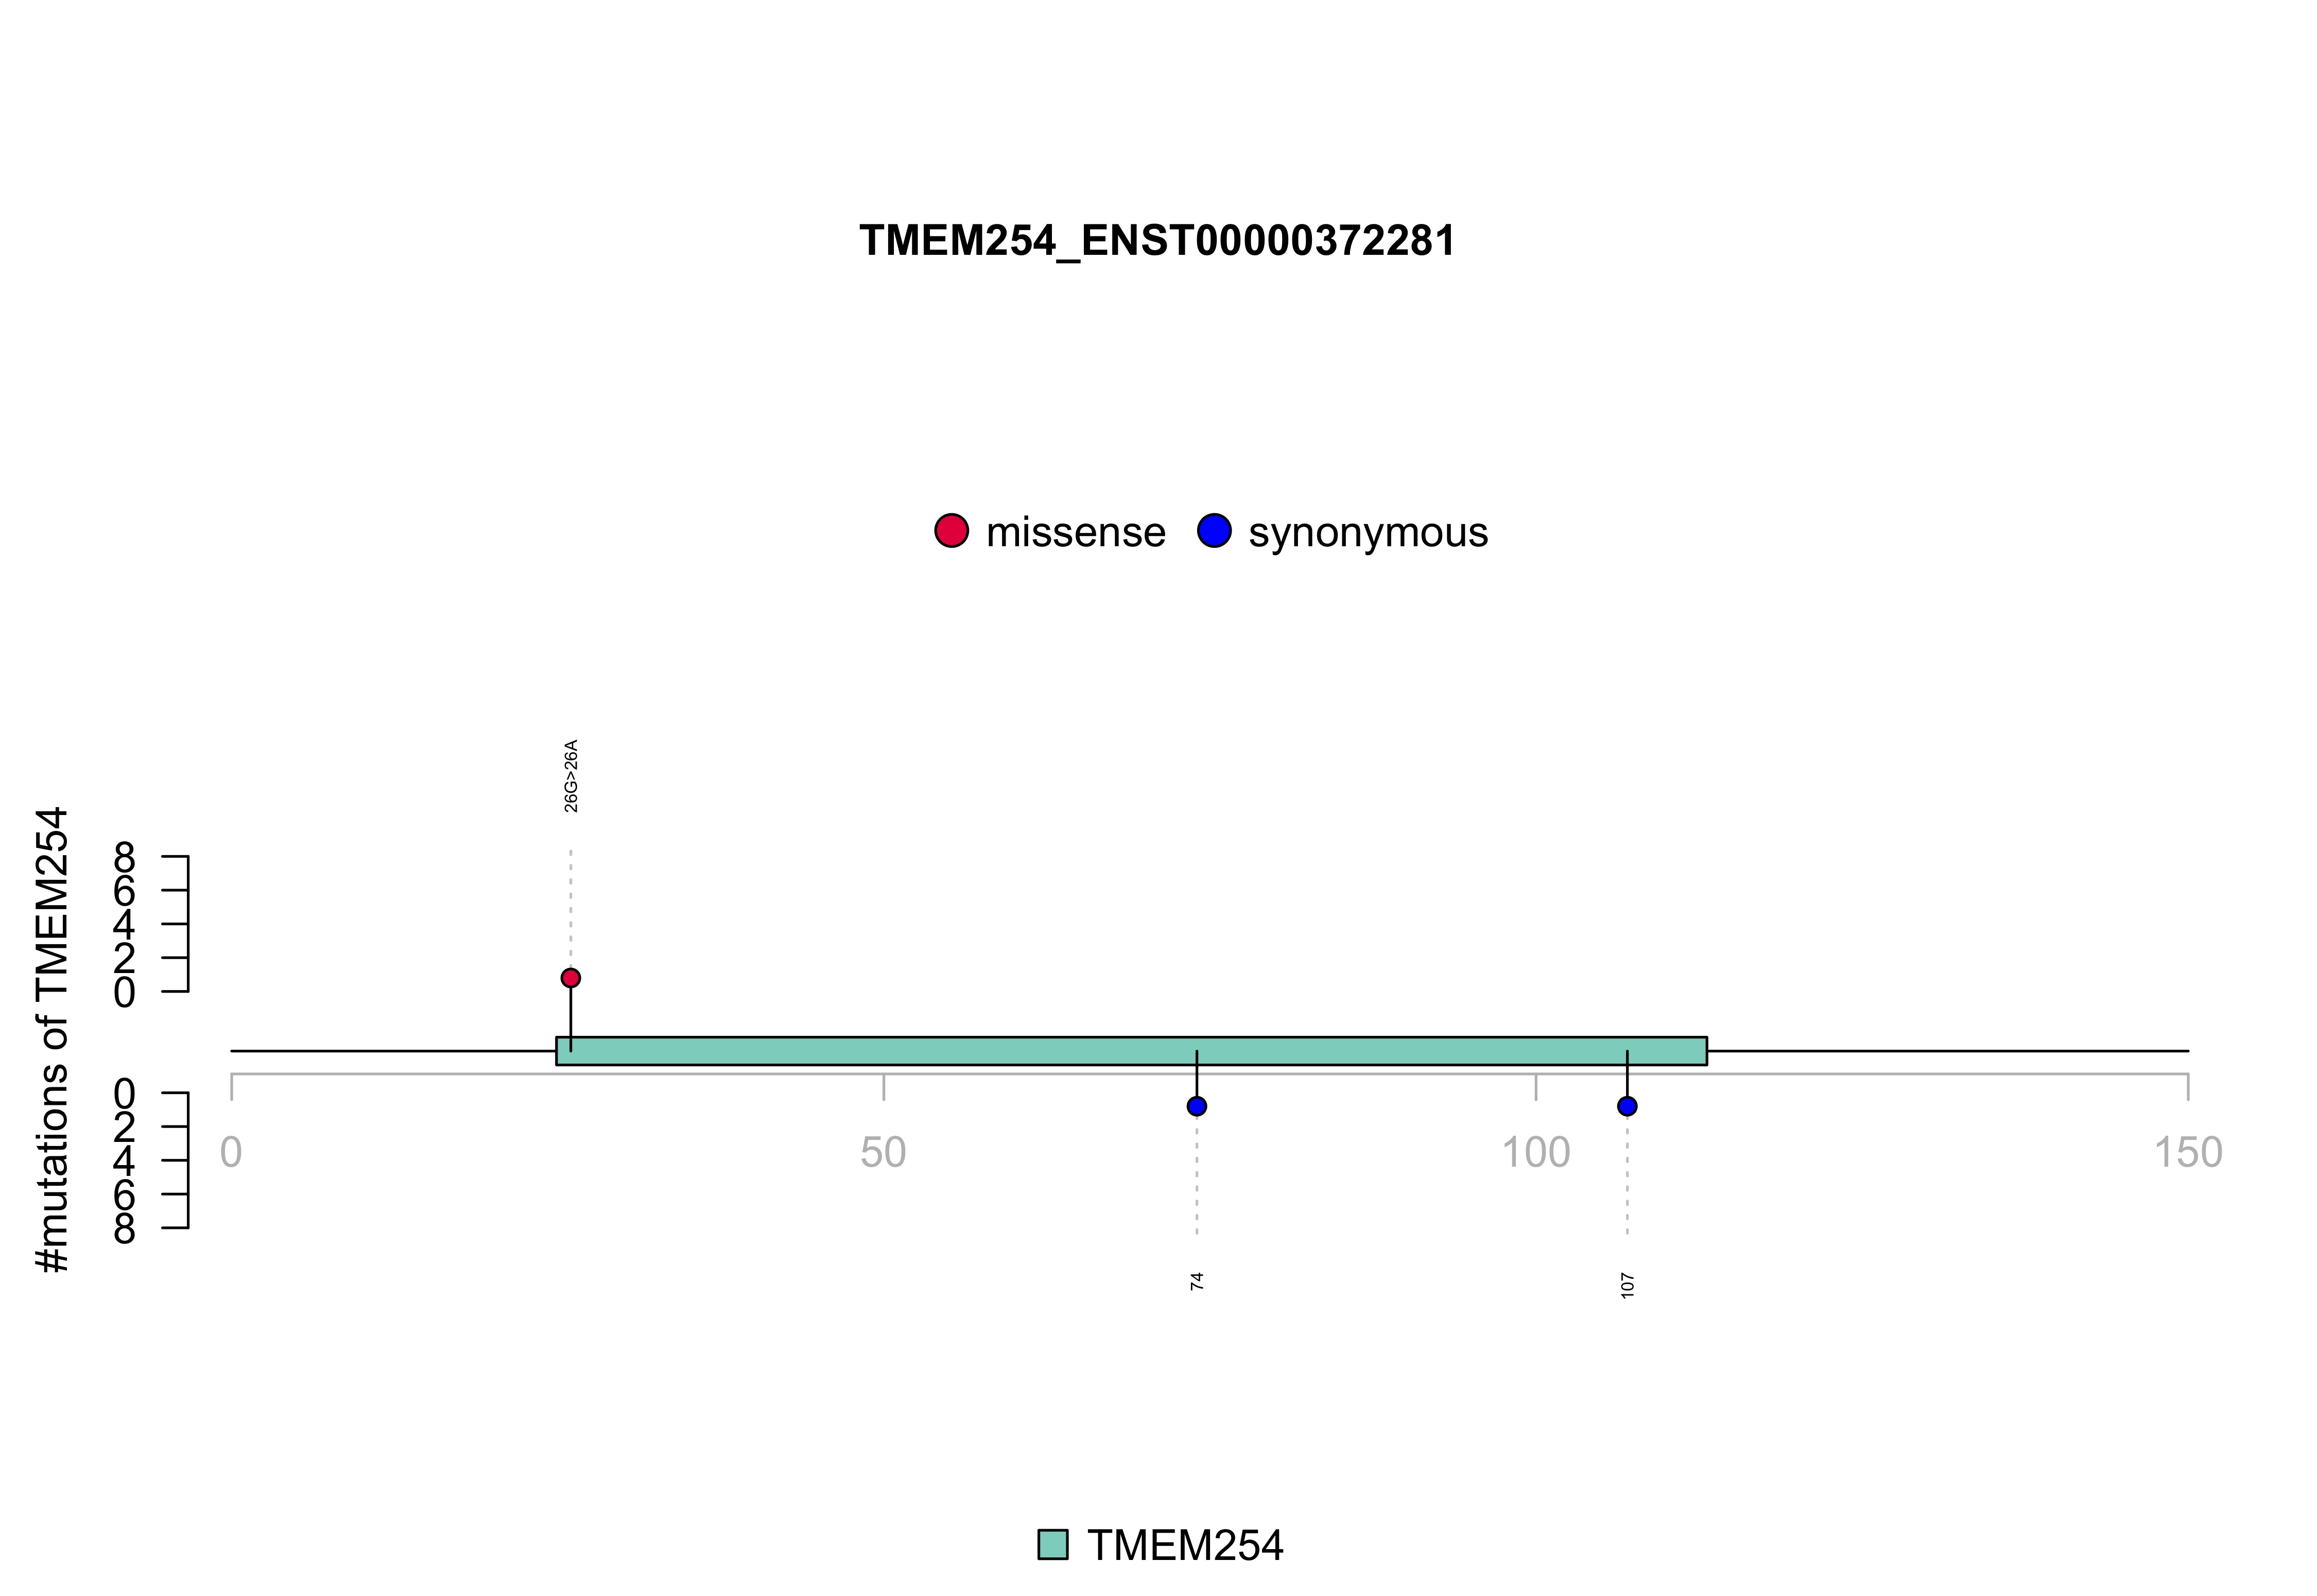 TMEM254_ENST00000372281
missense
synonymous
26G>26A
#mutations of TMEM254
8
6
4
2
0
0
2
4
6
8
0
50
100
150
74
107
TMEM254